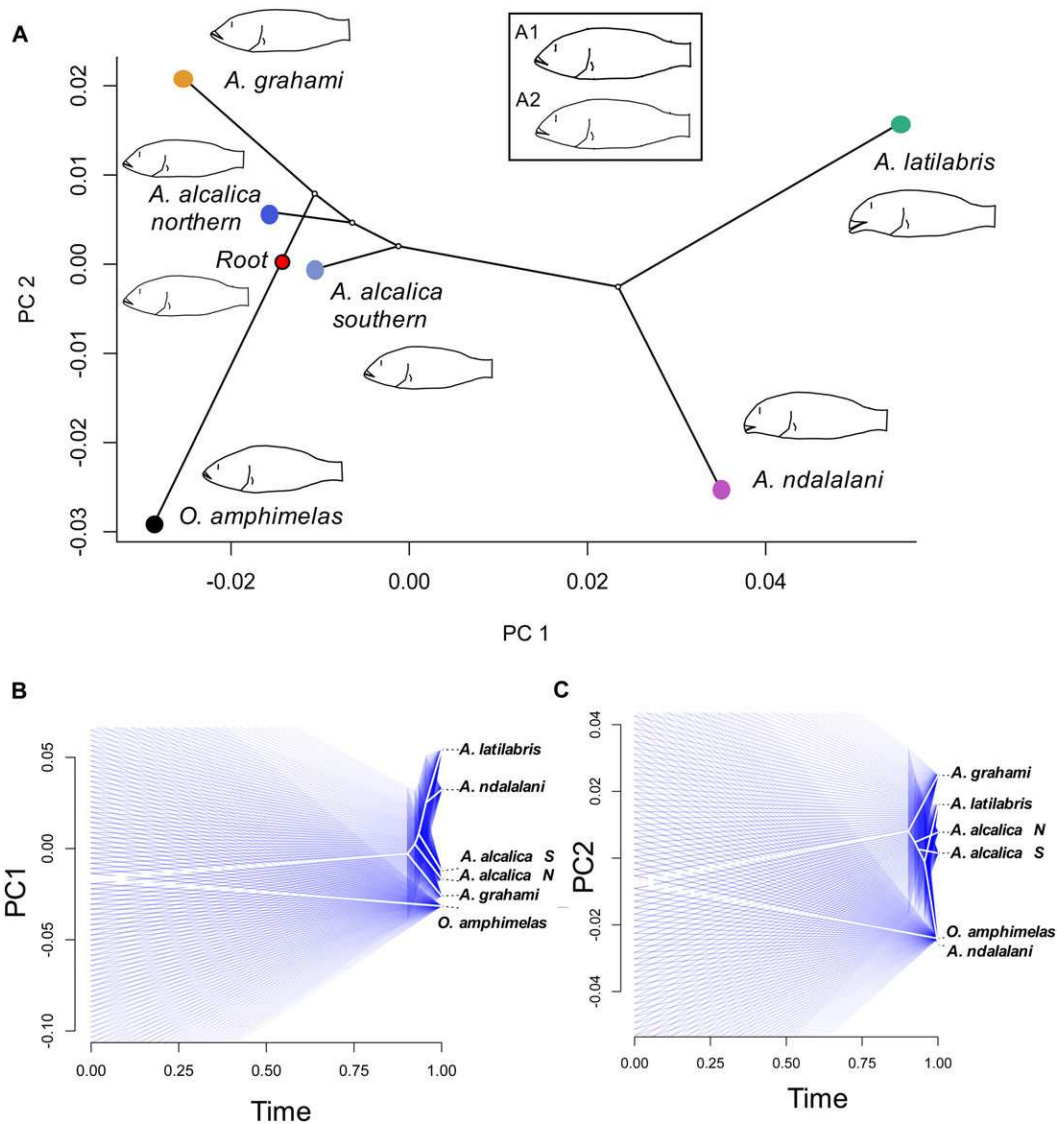 A
A1
A2
A. grahami
A. latilabris
A. alcalica
northern
Root
A. alcalica
southern
A. ndalalani
O. amphimelas
0.02
0.01
0.00
-0.01
-0.02
-0.03
PC 2
-0.02
0.00
0.02
0.04
PC 1
B
PC1
0.05
0.00
-0.05
-0.10
A. latilabris
A. ndalalani
A. alcalica S
A. alcalica N
A. grahami
O. amphimelas
0.00
0.25
0.50
0.75
1.00
Time
C
PC2
0.04
0.02
0.00
-0.02
-0.04
A. grahami
A. latilabris
A. alcalica N
A. alcalica S
O. amphimelas
A. ndalalani
0.00
0.25
0.50
0.75
1.00
Time